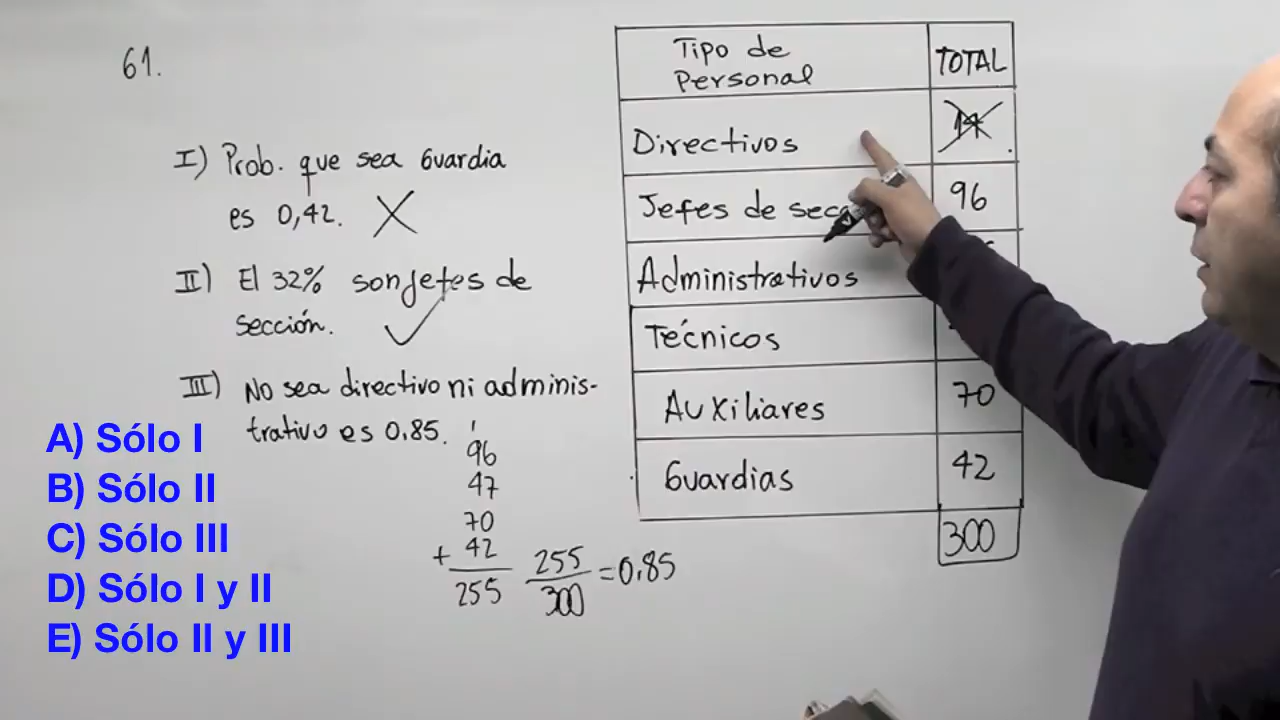 61.
I) Prob. que sea Guardia
es 0,42. X
II) El 32% son Jefes de
sección. ✓
III) No sea directivo ni adminis-
trativo es 0.85.
1
96
47
70
+ 42
255
255
300
=0.85
A) Sólo I
B) Sólo II
C) Sólo III
D) Sólo I y II
E) Sólo II y III
Tipo de
Personal
TOTAL
Directivos
Jefes de secc
96
Administrativos
Técnicos
Auxiliares
70
Guardias
42
300